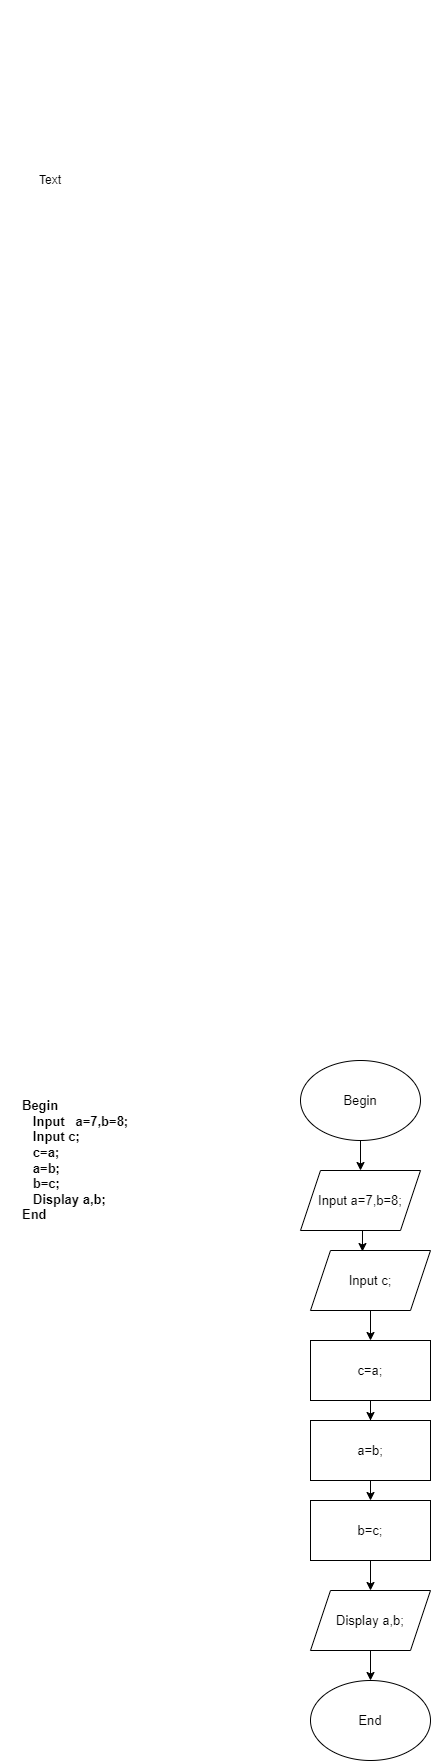 Text
Begin
Input   a=7,b=8;
Input c;
c=a;
a=b;
b=c;
Display a,b;
End
Begin
Input a=7,b=8;
Input c;
c=a;
a=b;
b=c;
Display a,b;
End